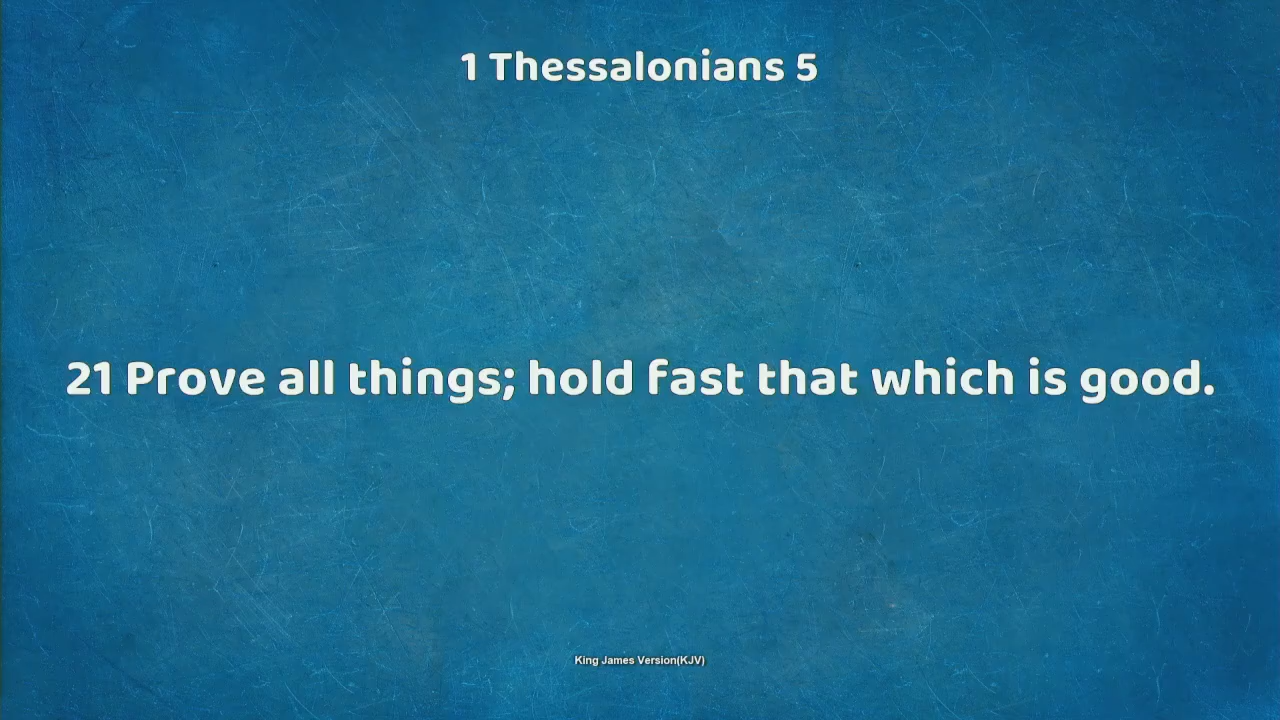 1 Thessalonians 5
21 Prove all things; hold fast that which is good.
King James Version(KJV)